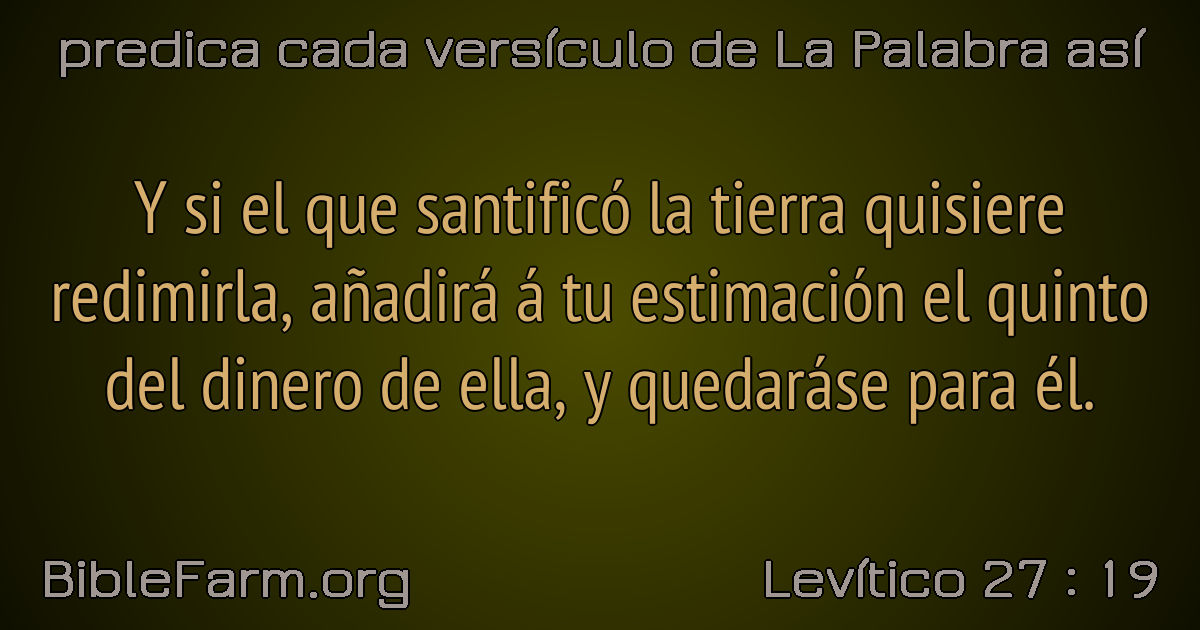 predica cada versículo de La Palabra así
Y si el que santificó la tierra quisiere
redimirla, añadirá á tu estimación el quinto
del dinero de ella, y quedaráse para él.
BibleFarm.org
Levítico 27 : 19